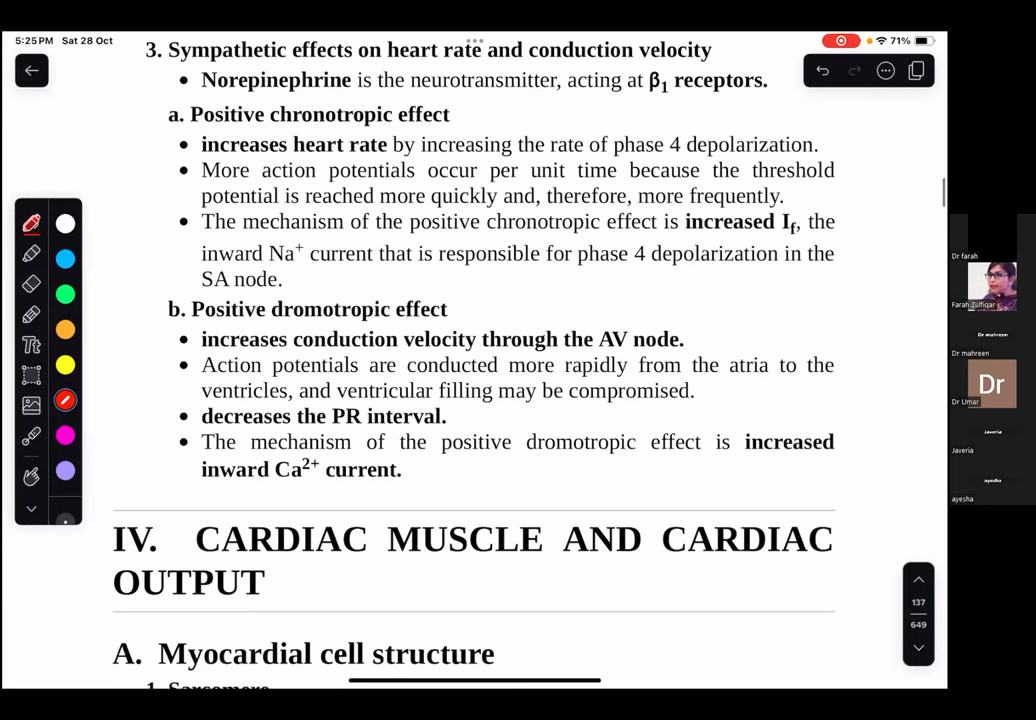 5:25 PM Sat 28 Oct
71%
3. Sympathetic effects on heart rate and conduction velocity
• Norepinephrine is the neurotransmitter, acting at β1 receptors.
a. Positive chronotropic effect
• increases heart rate by increasing the rate of phase 4 depolarization.
• More action potentials occur per unit time because the threshold
potential is reached more quickly and, therefore, more frequently.
• The mechanism of the positive chronotropic effect is increased If, the
inward Na+ current that is responsible for phase 4 depolarization in the
SA node.
b. Positive dromotropic effect
• increases conduction velocity through the AV node.
• Action potentials are conducted more rapidly from the atria to the
ventricles, and ventricular filling may be compromised.
• decreases the PR interval.
• The mechanism of the positive dromotropic effect is increased
inward Ca2+ current.
IV. CARDIAC MUSCLE AND CARDIAC
OUTPUT
A. Myocardial cell structure
1. Sarcomere
Tt
137
649
Dr farah
Farah Zulfiqar
Dr mahreen
Dr mahreen
Dr
Dr Umar
Javeria
Javeria
ayesha
ayesha